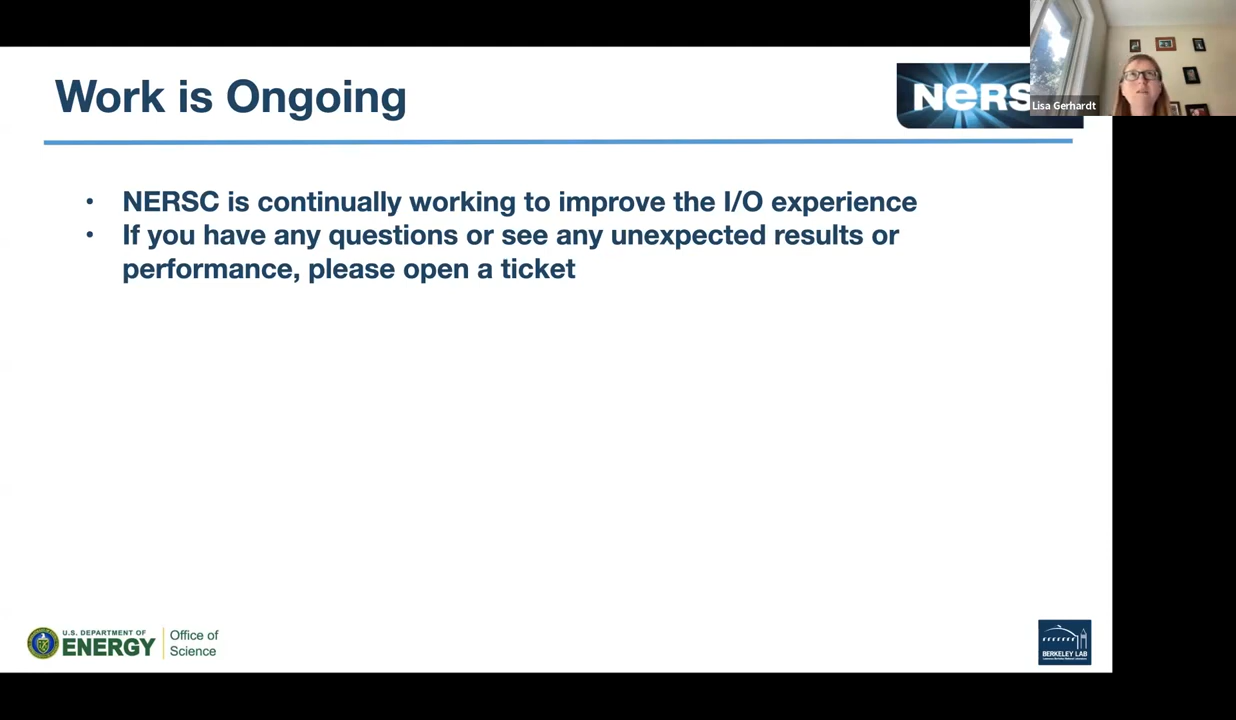 Work is Ongoing
NERS
Lisa Gerhardt
• NERSC is continually working to improve the I/O experience
• If you have any questions or see any unexpected results or
performance, please open a ticket
U.S. DEPARTMENT OF
ENERGY
Office of
Science
BERKELEY LAB